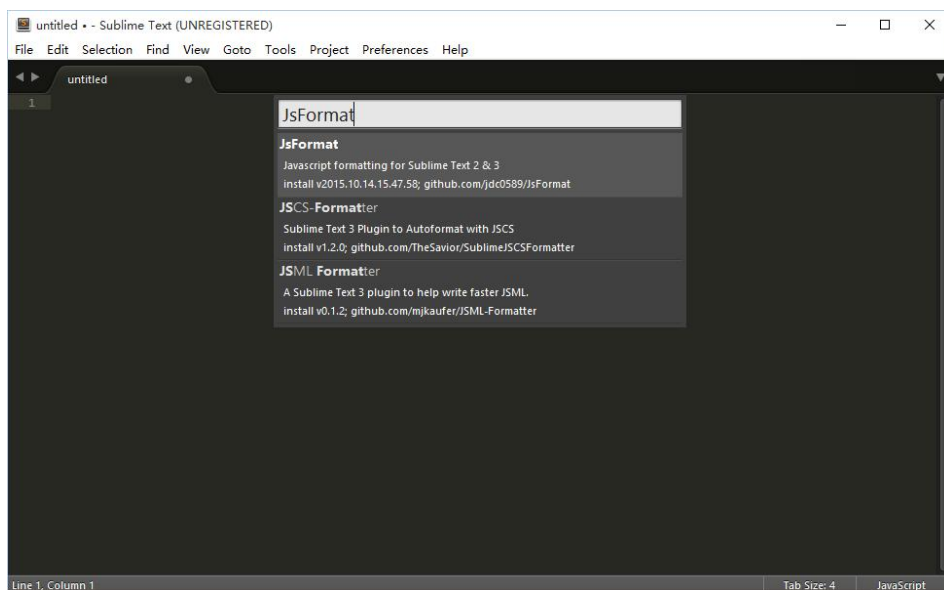 untitled • - Sublime Text (UNREGISTERED)
File Edit Selection Find View Goto Tools Project Preferences Help
untitled
1
JsFormat
JsFormat
Javascript formatting for Sublime Text 2 & 3
install v2015.10.14.15.47.58; github.com/jdc0589/JsFormat
JSCS-Formatter
Sublime Text 3 Plugin to Autoformat with JSCS
install v1.2.0; github.com/TheSavior/SublimeJSCSFormatter
JSML Formatter
A Sublime Text 3 plugin to help write faster JSML.
install v0.1.2; github.com/mjkaufer/JSML-Formatter
Line 1, Column 1 Tab Size: 4 JavaScript